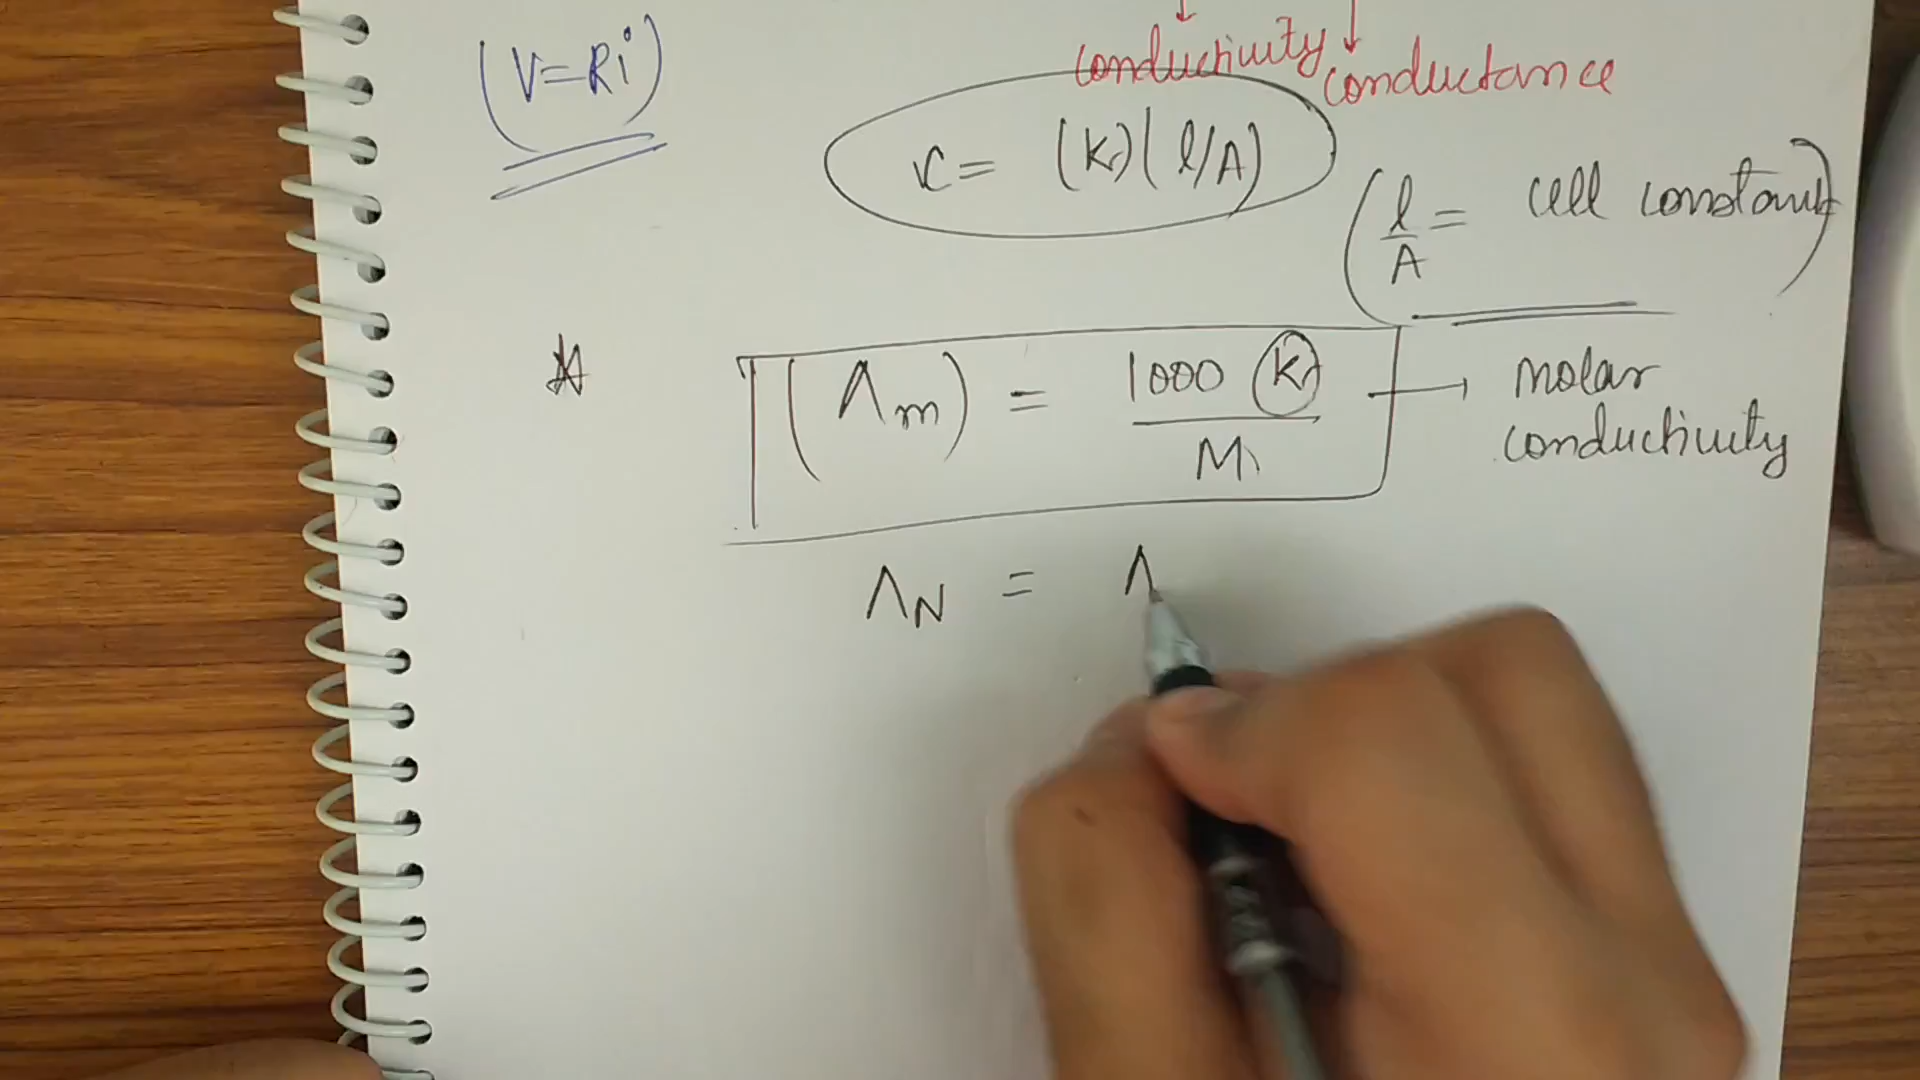 (V=Ri)
conductivity conductance
K = (K)(l/A)
(l/A = cell constant)
(Λm) = 1000 K / M → molar conductivity
ΛN = Λ